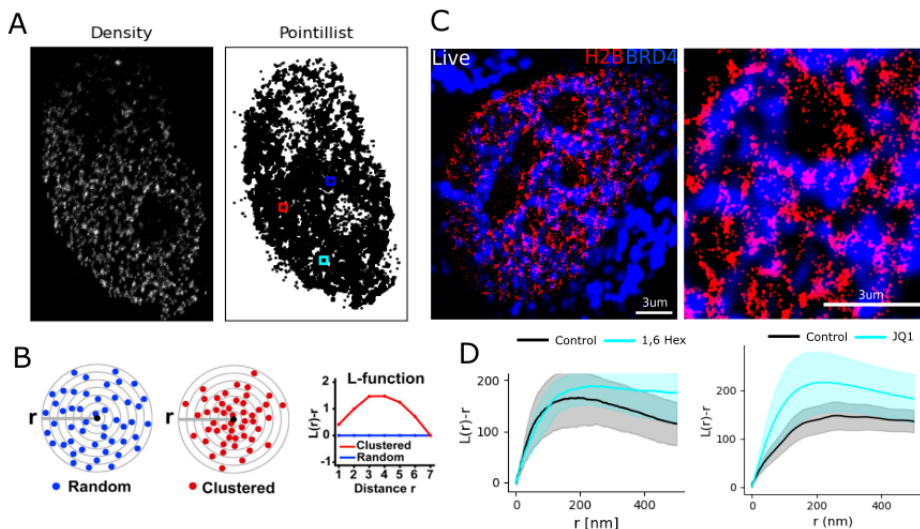 A
Density
Pointillist
C
Live
H2B BRD4
3um
3um
B
r
r
L-function
L(r)-r
2
1
0
-1
Clustered
Random
1 2 3 4 5 6 7
Distance r
Random
Clustered
D
Control
1,6 Hex
L(r)-r
200
100
0
0
200
400
r [nm]
Control
JQ1
L(r)-r
200
100
0
0
200
400
r (nm)